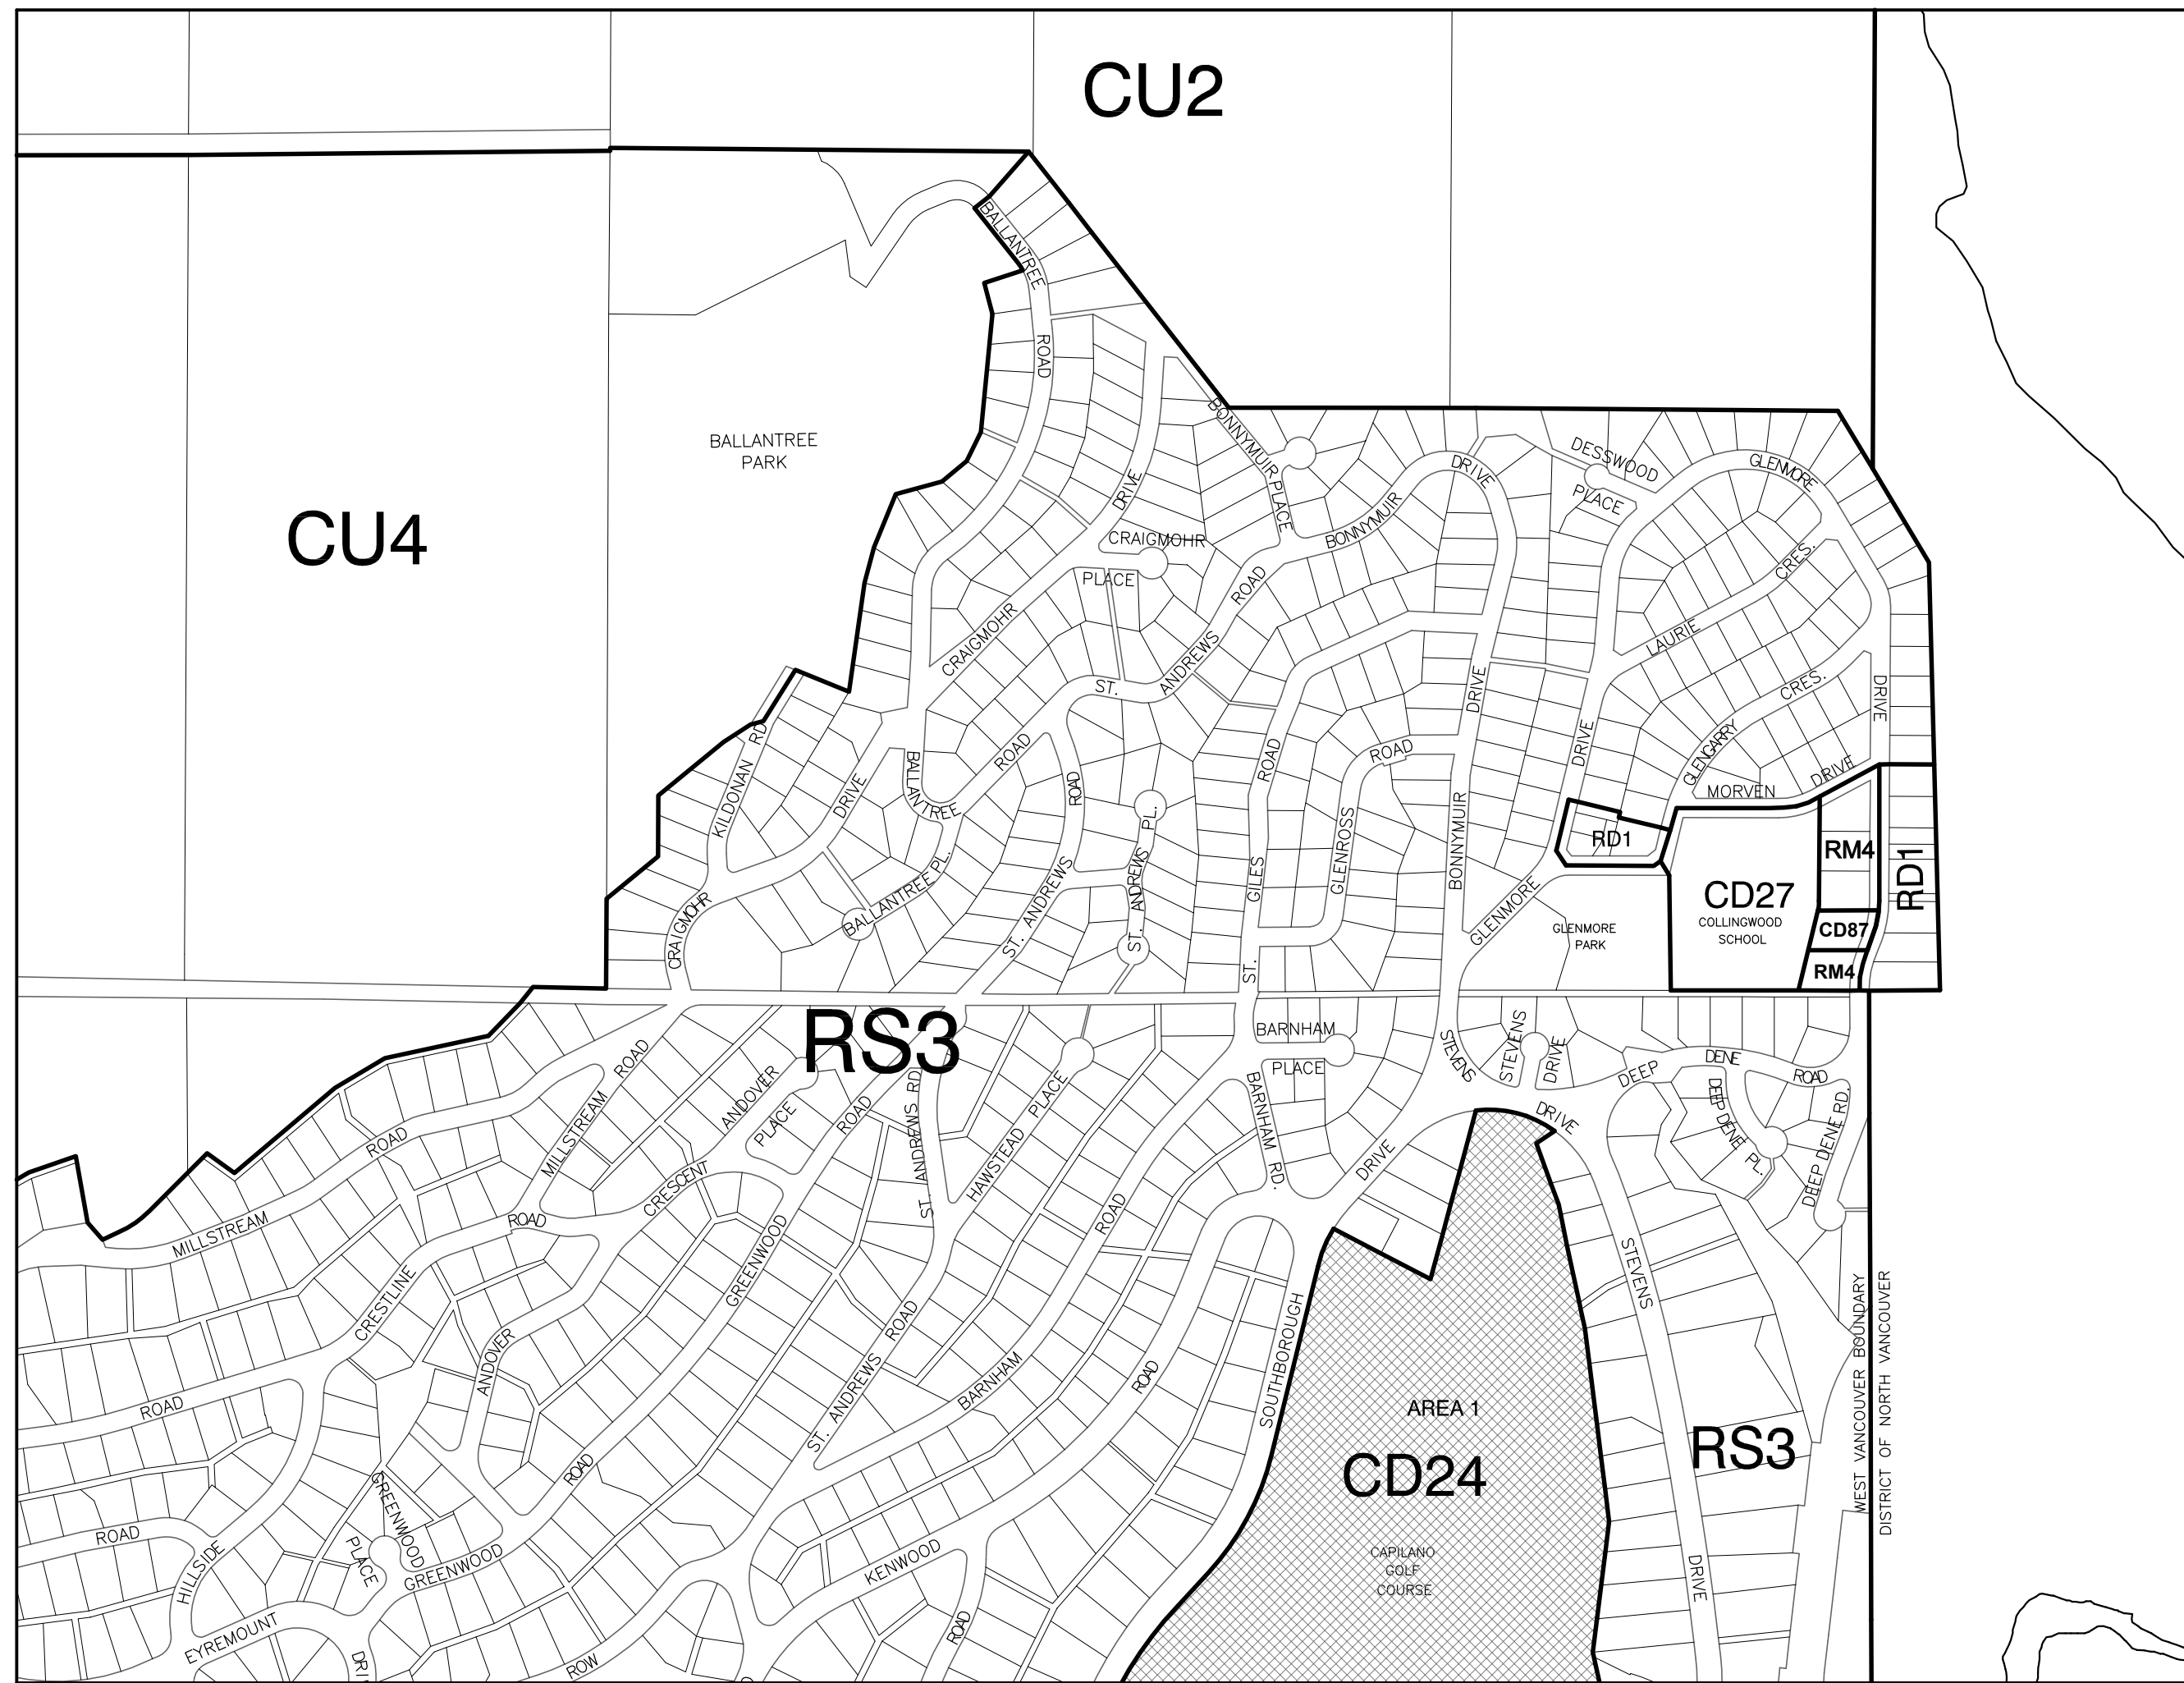 CU2
BALLANTREE
ROAD
BALLANTREE
PARK
CU4
BONNYMUIR
PLACE
DRIVE
BONNYMUIR
DRIVE
DESSWOOD
PLACE
GLENMORE
CRAIGMOHR
PLACE
CRAIGMOHR
ST.
ANDREWS
ROAD
CRES.
LAURIE
CRES.
GLENGARRY
DRIVE
DRIVE
DRIVE
MORVEN
DRIVE
KILDONAN
RD
DRIVE
BALLANTREE
ROAD
ROAD
ST. ANDREWS
BALLANTREE PL.
CRAIGMOHR
PL.
ANDREWS
ST.
ROAD
GILES
ST.
ROAD
GLENROSS
BONNYMUIR
GLENMORE
RD1
GLENMORE
PARK
CD27
COLLINGWOOD
SCHOOL
RM4
CD87
RM4
RD1
RS3
BARNHAM
PLACE
STEVENS
STEVENS
DRIVE
DEEP
DENE
ROAD
DRIVE
DEEP DENE PL.
DEEP DENE RD.
ROAD
MILLSTREAM
ANDOVER
PLACE
ROAD
ST. ANDREWS RD.
HAWSTEAD
PLACE
BARNHAM RD.
DRIVE
ROAD
MILLSTREAM
ROAD
CRESCENT
GREENWOOD
CRESTLINE
ANDOVER
ROAD
ST. ANDREWS
ROAD
BARNHAM
ROAD
SOUTHBOROUGH
STEVENS
WEST VANCOUVER BOUNDARY
DISTRICT OF NORTH VANCOUVER
AREA 1
CD24
CAPILANO
GOLF
COURSE
RS3
DRIVE
ROAD
ROAD
HILLSIDE
GREENWOOD
PLACE
GREENWOOD
ROAD
EYREMOUNT
KENWOOD
ROAD
ROW